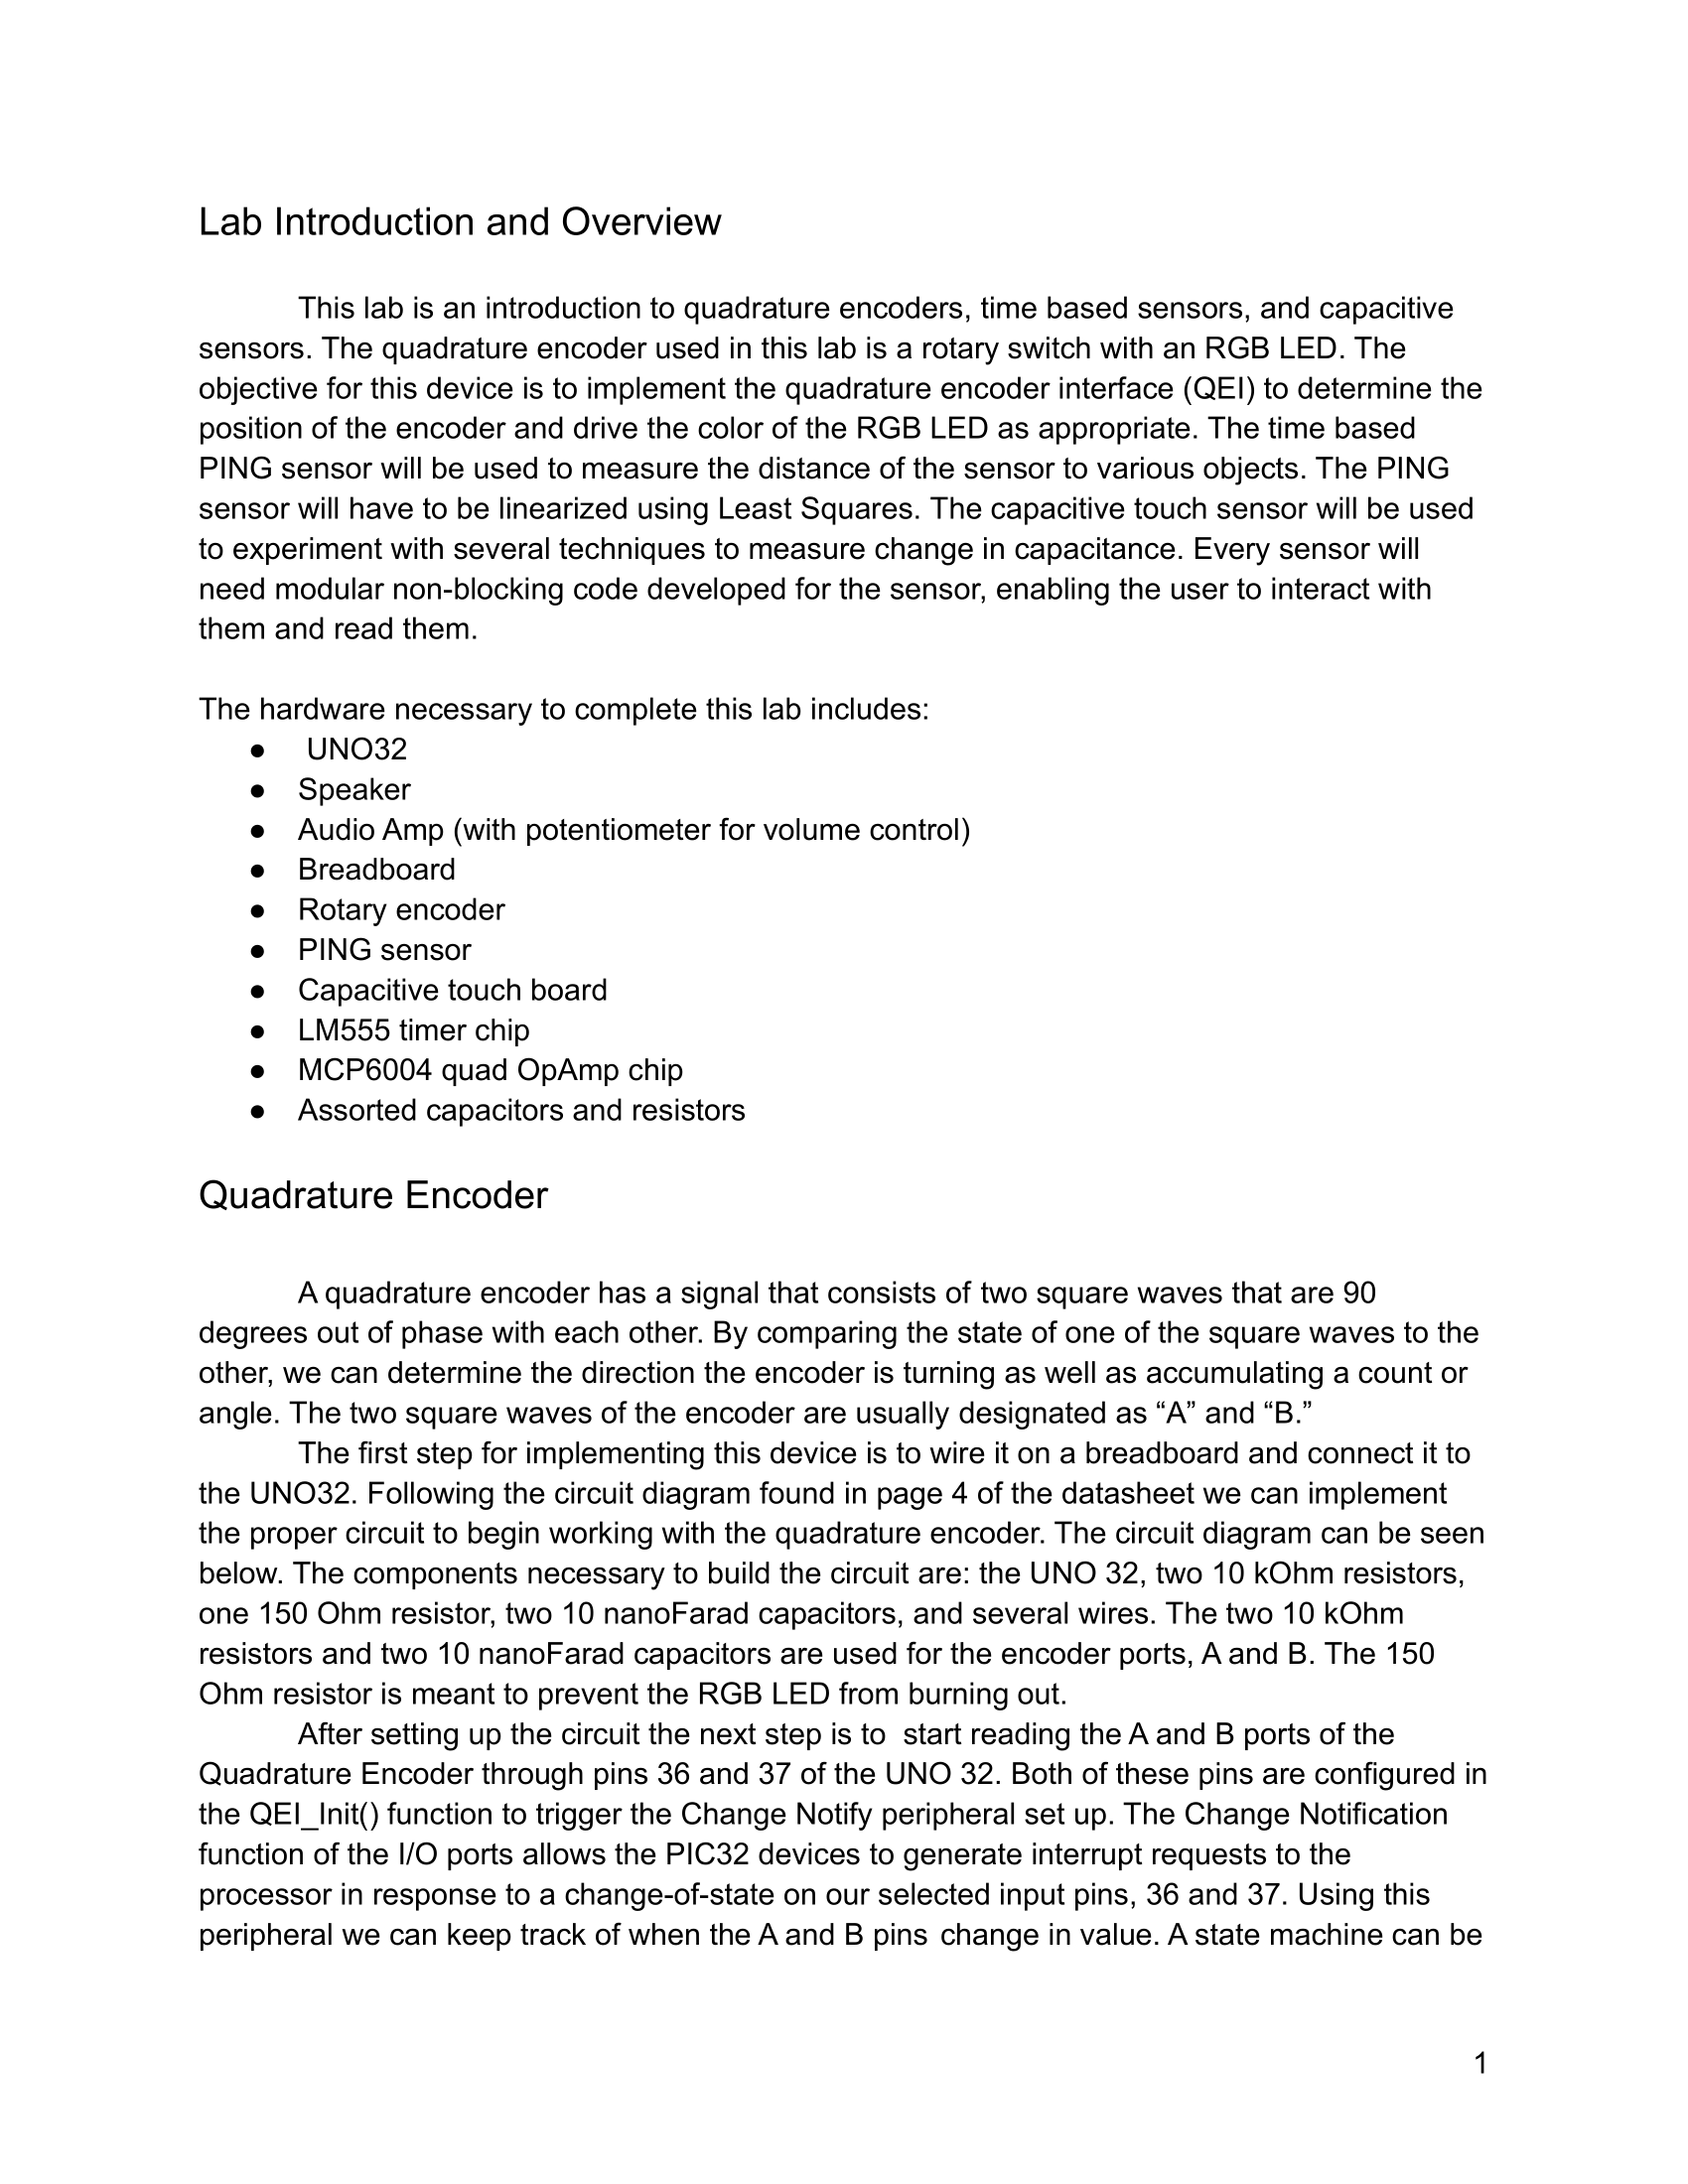 Lab Introduction and Overview
This lab is an introduction to quadrature encoders, time based sensors, and capacitive
sensors. The quadrature encoder used in this lab is a rotary switch with an RGB LED. The
objective for this device is to implement the quadrature encoder interface (QEI) to determine the
position of the encoder and drive the color of the RGB LED as appropriate. The time based
PING sensor will be used to measure the distance of the sensor to various objects. The PING
sensor will have to be linearized using Least Squares. The capacitive touch sensor will be used
to experiment with several techniques to measure change in capacitance. Every sensor will
need modular non-blocking code developed for the sensor, enabling the user to interact with
them and read them.
The hardware necessary to complete this lab includes:
● UNO32
● Speaker
● Audio Amp (with potentiometer for volume control)
● Breadboard
● Rotary encoder
● PING sensor
● Capacitive touch board
● LM555 timer chip
● MCP6004 quad OpAmp chip
● Assorted capacitors and resistors
Quadrature Encoder
A quadrature encoder has a signal that consists of two square waves that are 90
degrees out of phase with each other. By comparing the state of one of the square waves to the
other, we can determine the direction the encoder is turning as well as accumulating a count or
angle. The two square waves of the encoder are usually designated as “A” and “B.”
The first step for implementing this device is to wire it on a breadboard and connect it to
the UNO32. Following the circuit diagram found in page 4 of the datasheet we can implement
the proper circuit to begin working with the quadrature encoder. The circuit diagram can be seen
below. The components necessary to build the circuit are: the UNO 32, two 10 kOhm resistors,
one 150 Ohm resistor, two 10 nanoFarad capacitors, and several wires. The two 10 kOhm
resistors and two 10 nanoFarad capacitors are used for the encoder ports, A and B. The 150
Ohm resistor is meant to prevent the RGB LED from burning out.
After setting up the circuit the next step is to  start reading the A and B ports of the
Quadrature Encoder through pins 36 and 37 of the UNO 32. Both of these pins are configured in
the QEI_Init() function to trigger the Change Notify peripheral set up. The Change Notification
function of the I/O ports allows the PIC32 devices to generate interrupt requests to the
processor in response to a change-of-state on our selected input pins, 36 and 37. Using this
peripheral we can keep track of when the A and B pins change in value. A state machine can be
1